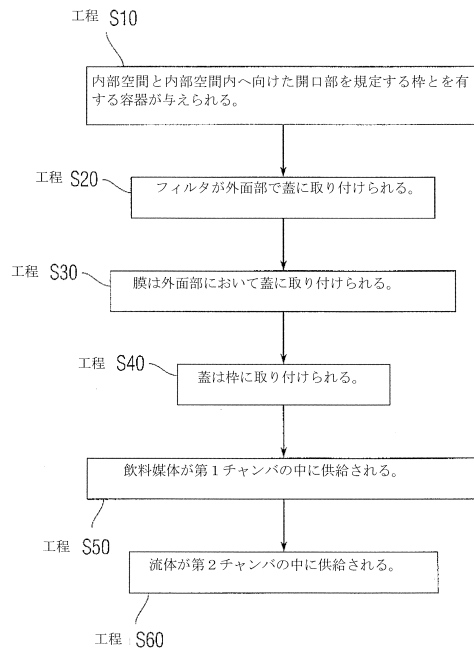 工程 S10
内部空間と内部空間内へ向けた開口部を規定する枠とを有
する容器が与えられる。
工程 S20
フィルタが外面部で蓋に取り付けられる。
工程 S30
膜は外面部において蓋に取り付けられる。
工程 S40
蓋は枠に取り付けられる。
飲料媒体が第１チャンバの中に供給される。
工程 S50
流体が第２チャンバの中に供給される。
工程 S60